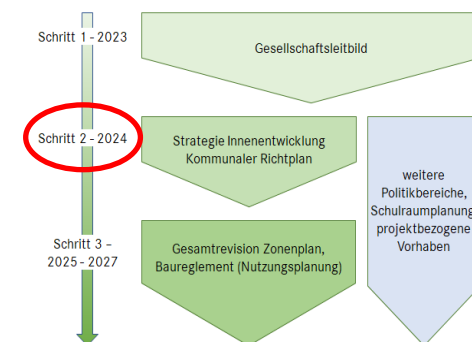 Schritt 1 - 2023
Gesellschaftsleitbild
Schritt 2 - 2024
Strategie Innenentwicklung
Kommunaler Richtplan
weitere
Politikbereiche,
Schulraumplanung
projektbezogene
Vorhaben
Schritt 3 –
2025 - 2027
Gesamtrevision Zonenplan,
Baureglement (Nutzungsplanung)